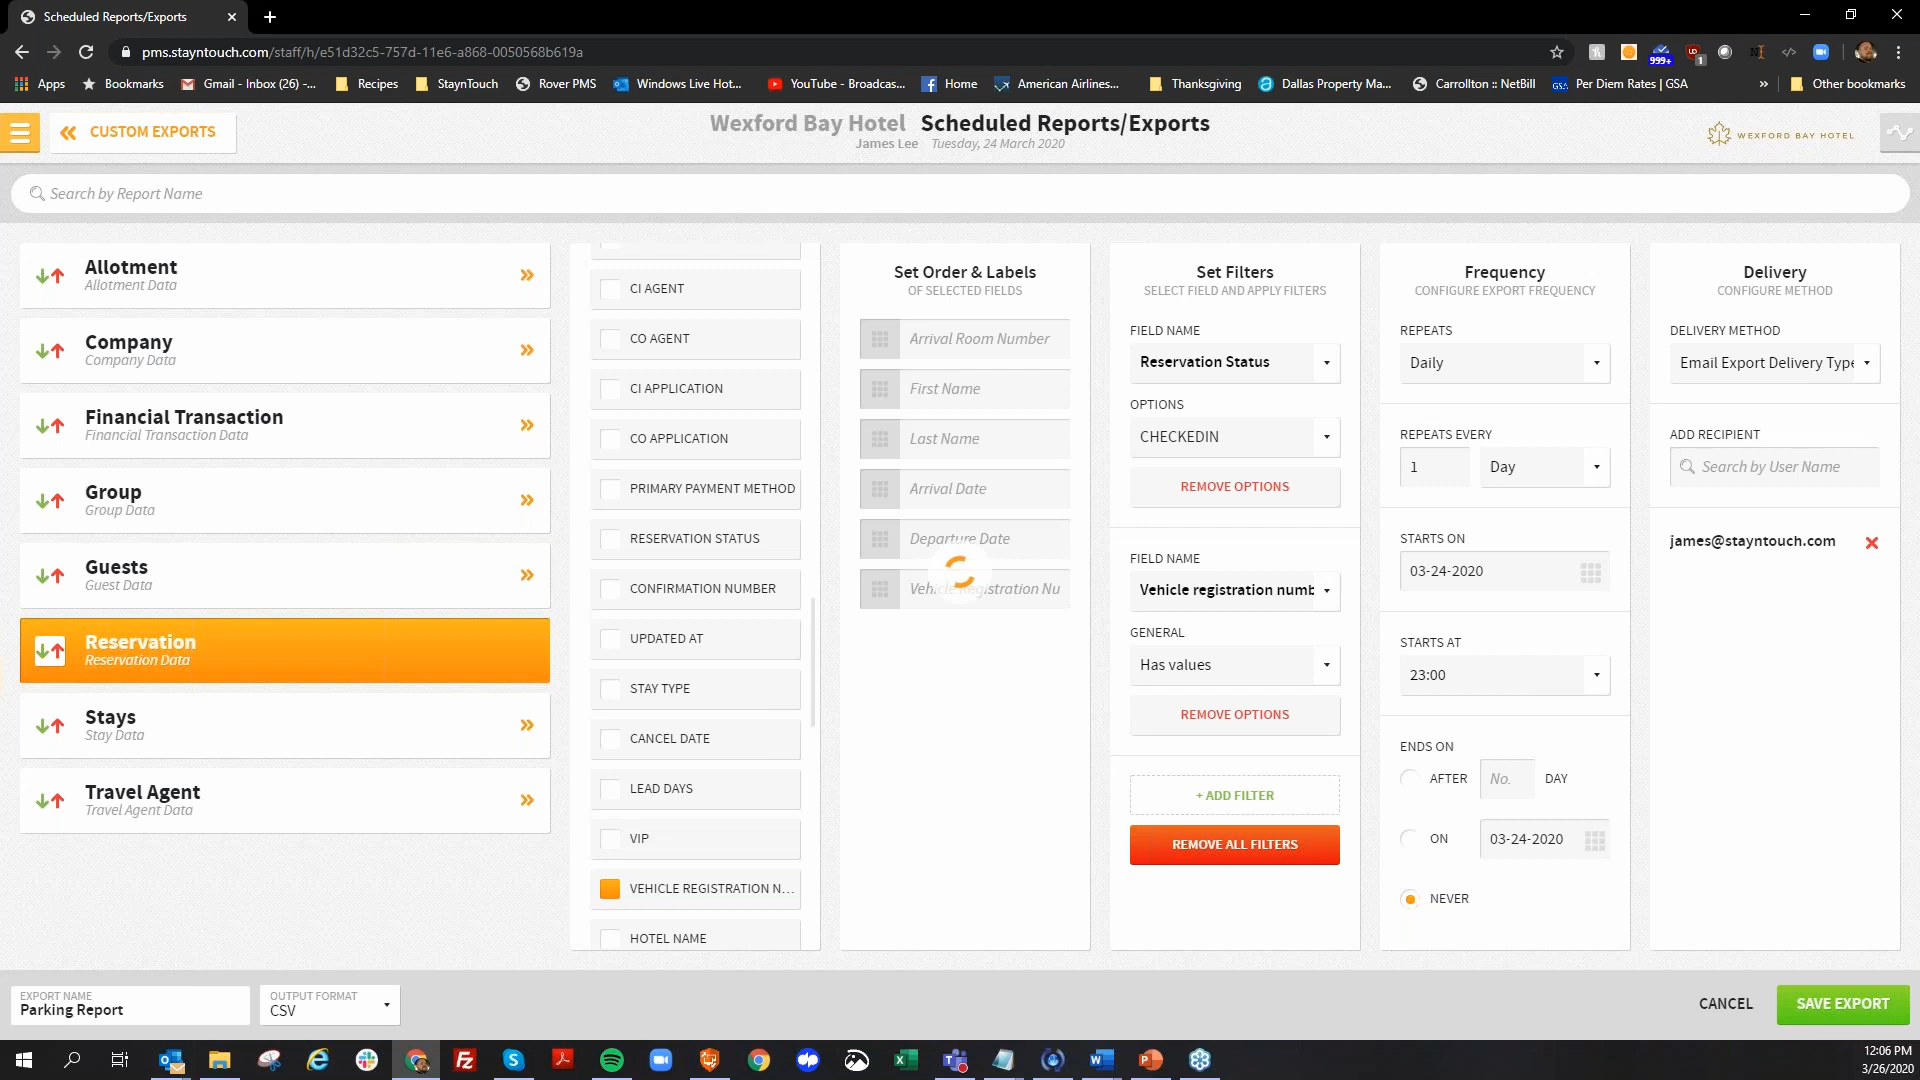 Scheduled Reports/Exports
pms.stayntouch.com/staff/h/e51d32c5-757d-11e6-a868-0050568b619a
999+
1
Apps
Bookmarks
Gmail - Inbox (26) -...
Recipes
StaynTouch
Rover PMS
Windows Live Hot...
YouTube - Broadcas...
Home
American Airlines...
Thanksgiving
Dallas Property Ma...
Carrollton :: NetBill
Per Diem Rates | GSA
»
Other bookmarks
CUSTOM EXPORTS
Wexford Bay Hotel Scheduled Reports/Exports
James Lee Tuesday, 24 March 2020
WEXFORD BAY HOTEL
Search by Report Name
Allotment
Allotment Data
Company
Company Data
Financial Transaction
Financial Transaction Data
Group
Group Data
Guests
Guest Data
Reservation
Reservation Data
Stays
Stay Data
Travel Agent
Travel Agent Data
CI AGENT
CO AGENT
CI APPLICATION
CO APPLICATION
PRIMARY PAYMENT METHOD
RESERVATION STATUS
CONFIRMATION NUMBER
UPDATED AT
STAY TYPE
CANCEL DATE
LEAD DAYS
VIP
VEHICLE REGISTRATION N...
HOTEL NAME
Set Order & Labels
OF SELECTED FIELDS
Arrival Room Number
First Name
Last Name
Arrival Date
Departure Date
Vehicle Registration Nu
Set Filters
SELECT FIELD AND APPLY FILTERS
FIELD NAME
Reservation Status
OPTIONS
CHECKEDIN
REMOVE OPTIONS
FIELD NAME
Vehicle registration numb
GENERAL
Has values
REMOVE OPTIONS
+ ADD FILTER
REMOVE ALL FILTERS
Frequency
CONFIGURE EXPORT FREQUENCY
REPEATS
Daily
REPEATS EVERY
1 Day
STARTS ON
03-24-2020
STARTS AT
23:00
ENDS ON
AFTER No. DAY
ON 03-24-2020
NEVER
Delivery
CONFIGURE METHOD
DELIVERY METHOD
Email Export Delivery Type
ADD RECIPIENT
Search by User Name
james@stayntouch.com
EXPORT NAME
Parking Report
OUTPUT FORMAT
CSV
CANCEL
SAVE EXPORT
12:06 PM
3/26/2020